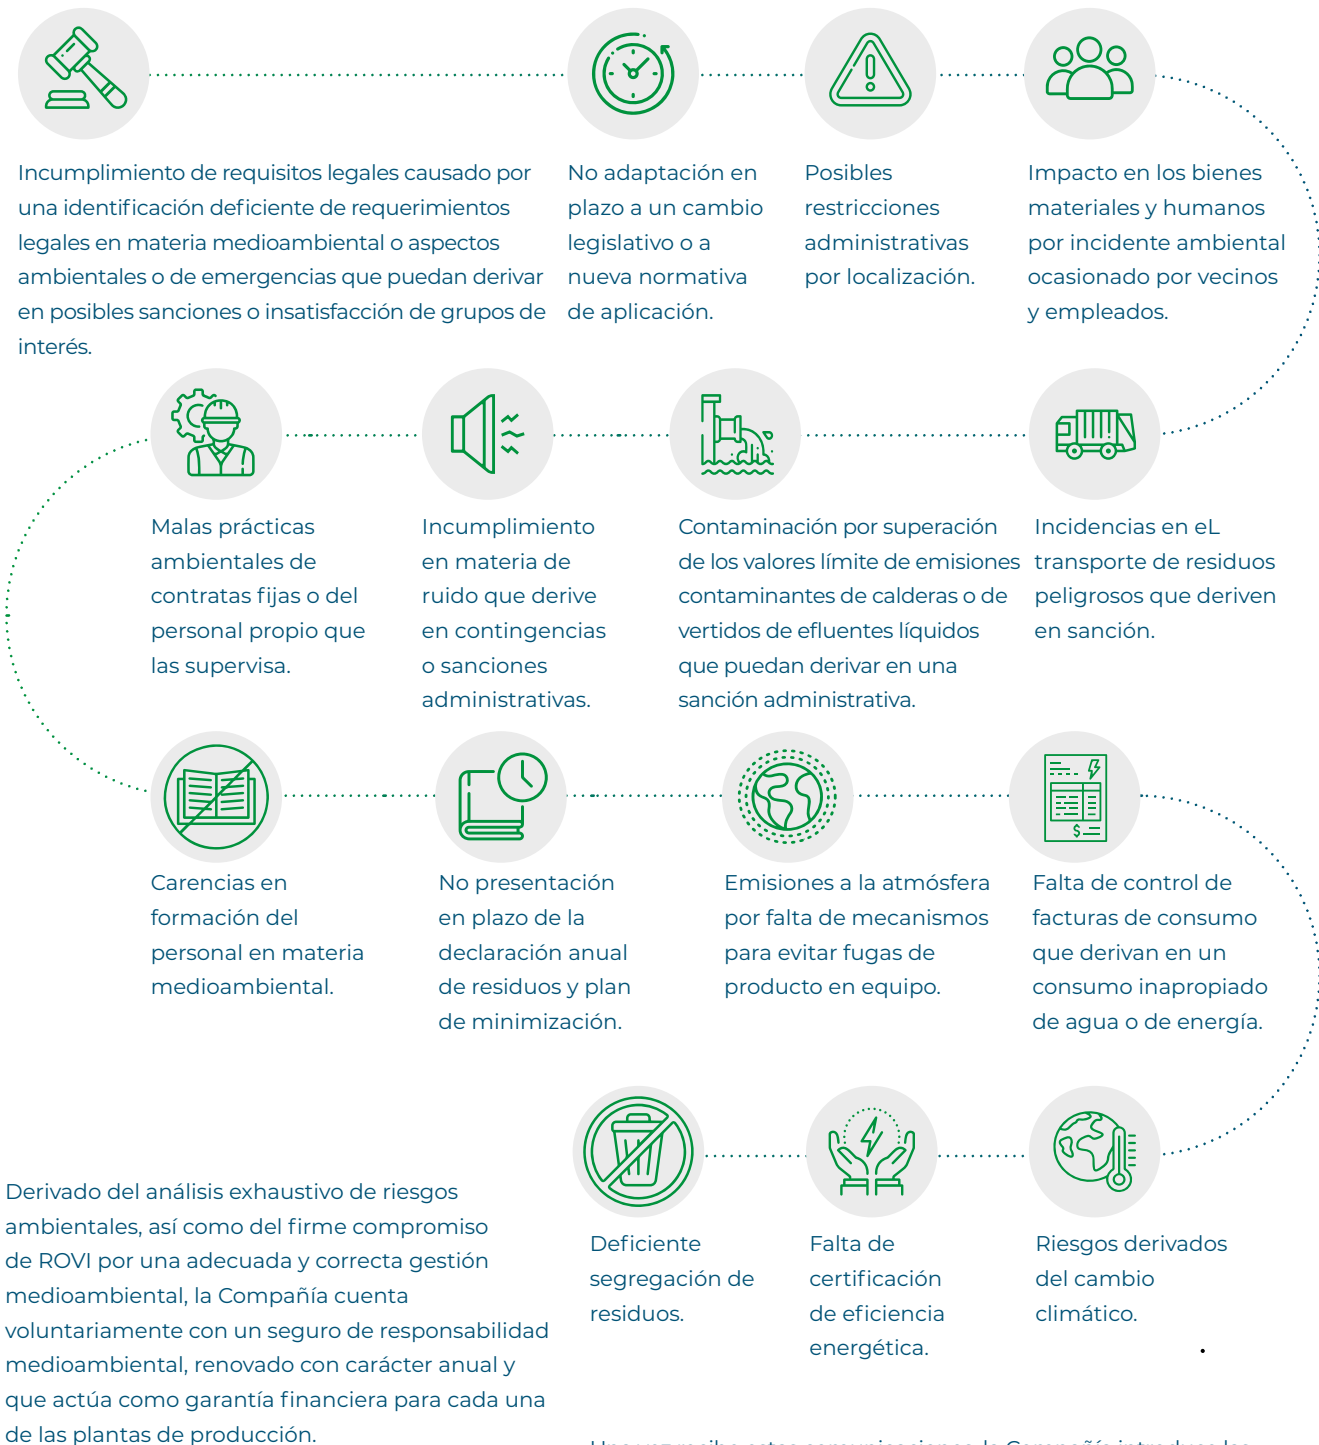 Incumplimiento de requisitos legales causado por
una identificación deficiente de requerimientos
legales en materia medioambiental o aspectos
ambientales o de emergencias que puedan derivar
en posibles sanciones o insatisfacción de grupos de
interés.
No adaptación en
plazo a un cambio
legislativo o a
nueva normativa
de aplicación.
Posibles
restricciones
administrativas
por localización.
Impacto en los bienes
materiales y humanos
por incidente ambiental
ocasionado por vecinos
y empleados.
Malas prácticas
ambientales de
contratas fijas o del
personal propio que
las supervisa.
Incumplimiento
en materia de
ruido que derive
en contingencias
o sanciones
administrativas.
Contaminación por superación
de los valores límite de emisiones
contaminantes de calderas o de
vertidos de efluentes líquidos
que puedan derivar en una
sanción administrativa.
Incidencias en eL
transporte de residuos
peligrosos que deriven
en sanción.
Carencias en
formación del
personal en materia
medioambiental.
No presentación
en plazo de la
declaración anual
de residuos y plan
de minimización.
Emisiones a la atmósfera
por falta de mecanismos
para evitar fugas de
producto en equipo.
Falta de control de
facturas de consumo
que derivan en un
consumo inapropiado
de agua o de energía.
Deficiente
segregación de
residuos.
Falta de
certificación
de eficiencia
energética.
Riesgos derivados
del cambio
climático.
Derivado del análisis exhaustivo de riesgos
ambientales, así como del firme compromiso
de ROVI por una adecuada y correcta gestión
medioambiental, la Compañía cuenta
voluntariamente con un seguro de responsabilidad
medioambiental, renovado con carácter anual y
que actúa como garantía financiera para cada una
de las plantas de producción.